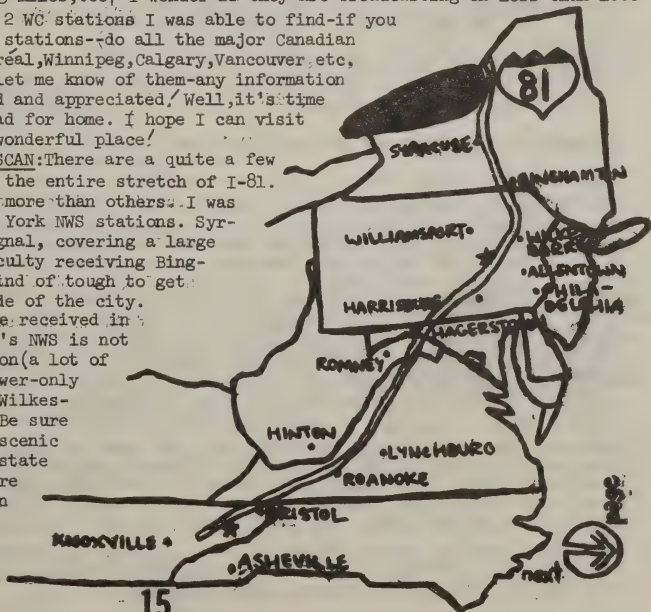 2 WC stations I was able to find-if you
stations--do all the major Canadian
réal,Winnipeg,Calgary,Vancouver,etc,
let me know of them-any information
d and appreciated! Well,it's time
ad for home. I hope I can visit
wonderful place!
SCAN:There are a quite a few
the entire stretch of I-81.
more than others. I was
York NWS stations. Syr-
gnal, covering a large
culty receiving Bing-
ind of tough to get
de of the city.
e received in
's NWS is not
on(a lot of
wer-only
Wilkes-
Be sure
scenic
state
re
n
81
SYRACUSE
BINGHAMTON
WILLIAMSPORT
WILKES
BARRE
ALLENTOWN
PHILA-
DELPHIA
HARRISBURG
HAGERSTOWN
ROMNEY
HINTON
LYNCHBURG
ROANOKE
BRISTOL
KNOXVILLE
ASHEVILLE
next
page
15